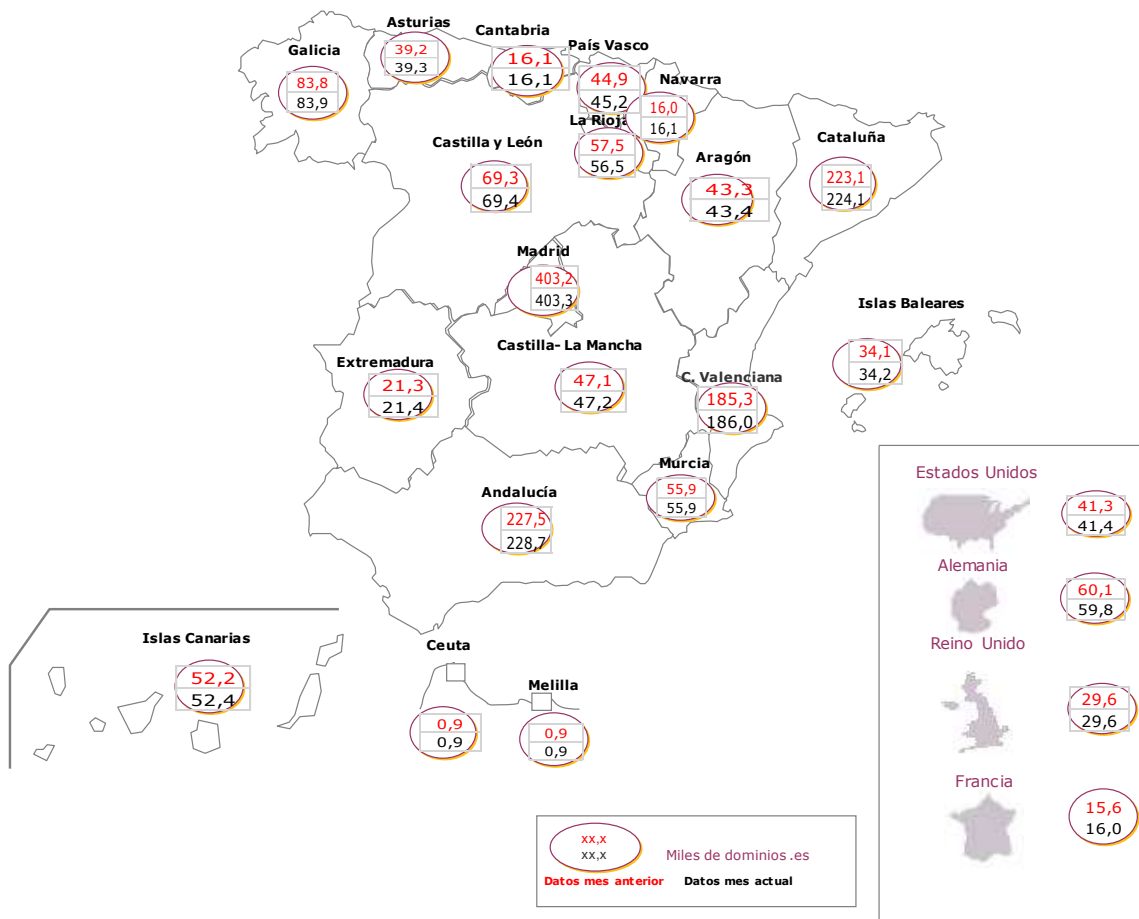 Asturias
39,2
39,3
Cantabria
16,1
16,1
País Vasco
44,9
45,2
Galicia
83,8
83,9
Navarra
16,0
16,1
La Rioja
57,5
56,5
Castilla y León
69,3
69,4
Aragón
43,3
43,4
Cataluña
223,1
224,1
Madrid
403,2
403,3
Islas Baleares
34,1
34,2
Extremadura
21,3
21,4
Castilla- La Mancha
47,1
47,2
C. Valenciana
185,3
186,0
Murcia
55,9
55,9
Andalucía
227,5
228,7
Islas Canarias
52,2
52,4
Ceuta
0,9
0,9
Melilla
0,9
0,9
Estados Unidos
41,3
41,4
Alemania
60,1
59,8
Reino Unido
29,6
29,6
Francia
15,6
16,0
xx,x
xx,x
Miles de dominios .es
Datos mes anterior Datos mes actual